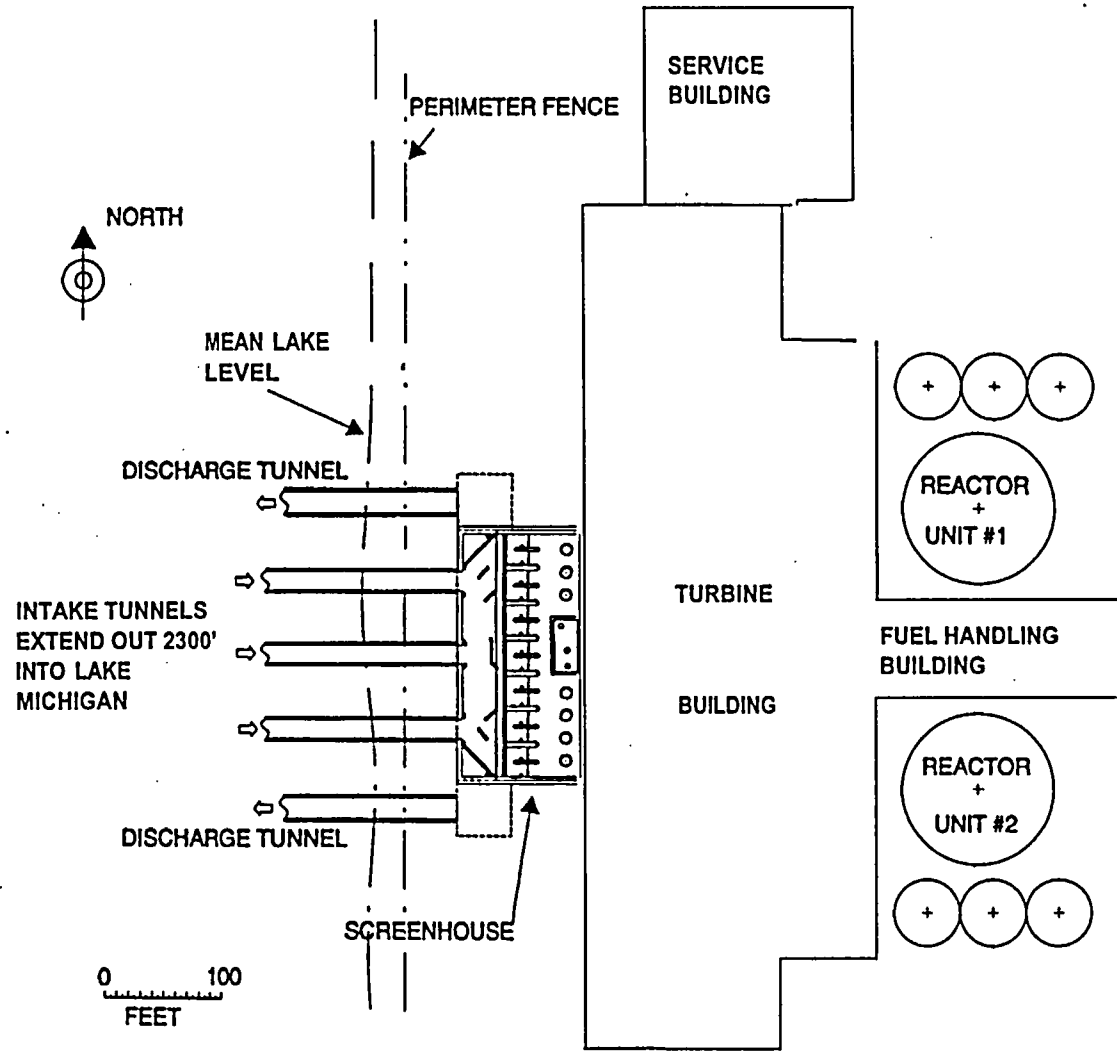 SERVICE
BUILDING
PERIMETER FENCE
NORTH
MEAN LAKE
LEVEL
DISCHARGE TUNNEL
REACTOR
+
UNIT #1
INTAKE TUNNELS
EXTEND OUT 2300'
INTO LAKE
MICHIGAN
TURBINE
BUILDING
FUEL HANDLING
BUILDING
REACTOR
+
UNIT #2
DISCHARGE TUNNEL
SCREENHOUSE
0 100
FEET